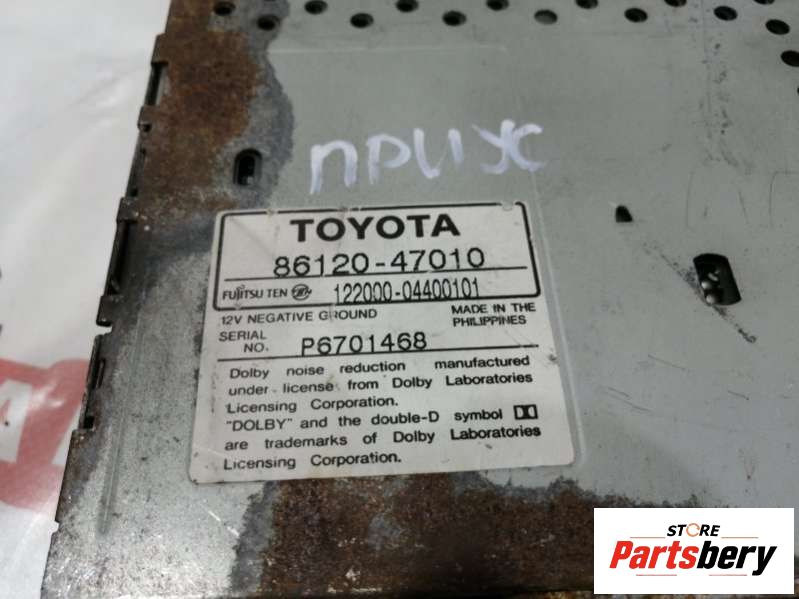 ПРИУС
TOYOTA
86120-47010
FUJITSU TEN 122000-04400101
12V NEGATIVE GROUND MADE IN THE PHILIPPINES
SERIAL NO. P6701468
Dolby noise reduction manufactured
under license from Dolby Laboratories
Licensing Corporation.
"DOLBY" and the double-D symbol
are trademarks of Dolby Laboratories
Licensing Corporation.
STORE
Partsbery